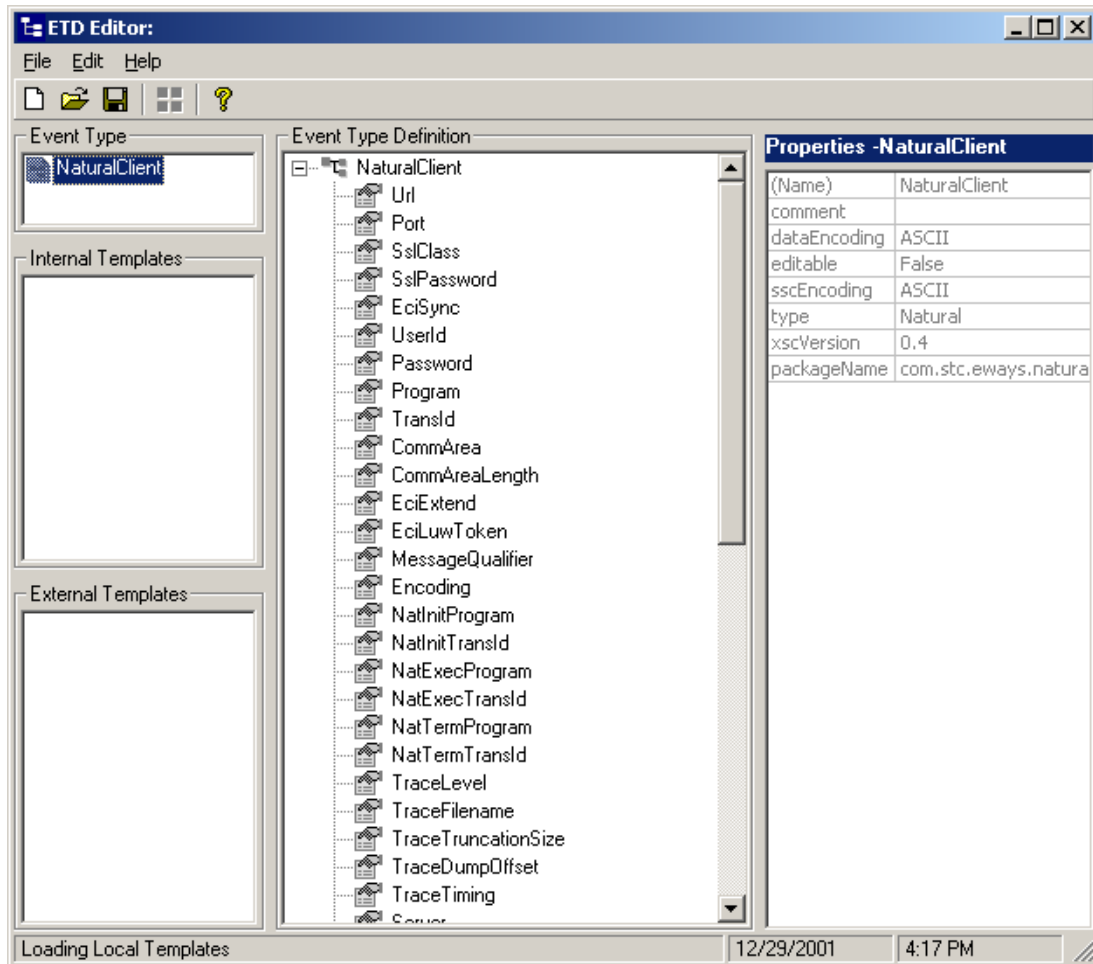 ETD Editor:
File Edit Help
Event Type
NaturalClient
Internal Templates
External Templates
Event Type Definition
NaturalClient
Url
Port
SslClass
SslPassword
EciSync
UserId
Password
Program
TransId
CommArea
CommAreaLength
EciExtend
EciLuwToken
MessageQualifier
Encoding
NatInitProgram
NatInitTransId
NatExecProgram
NatExecTransId
NatTermProgram
NatTermTransId
TraceLevel
TraceFilename
TraceTruncationSize
TraceDumpOffset
TraceTiming
Server
Properties -NaturalClient
(Name) NaturalClient
comment
dataEncoding ASCII
editable False
sscEncoding ASCII
type Natural
xscVersion 0.4
packageName com.stc.eways.natura
Loading Local Templates 12/29/2001 4:17 PM